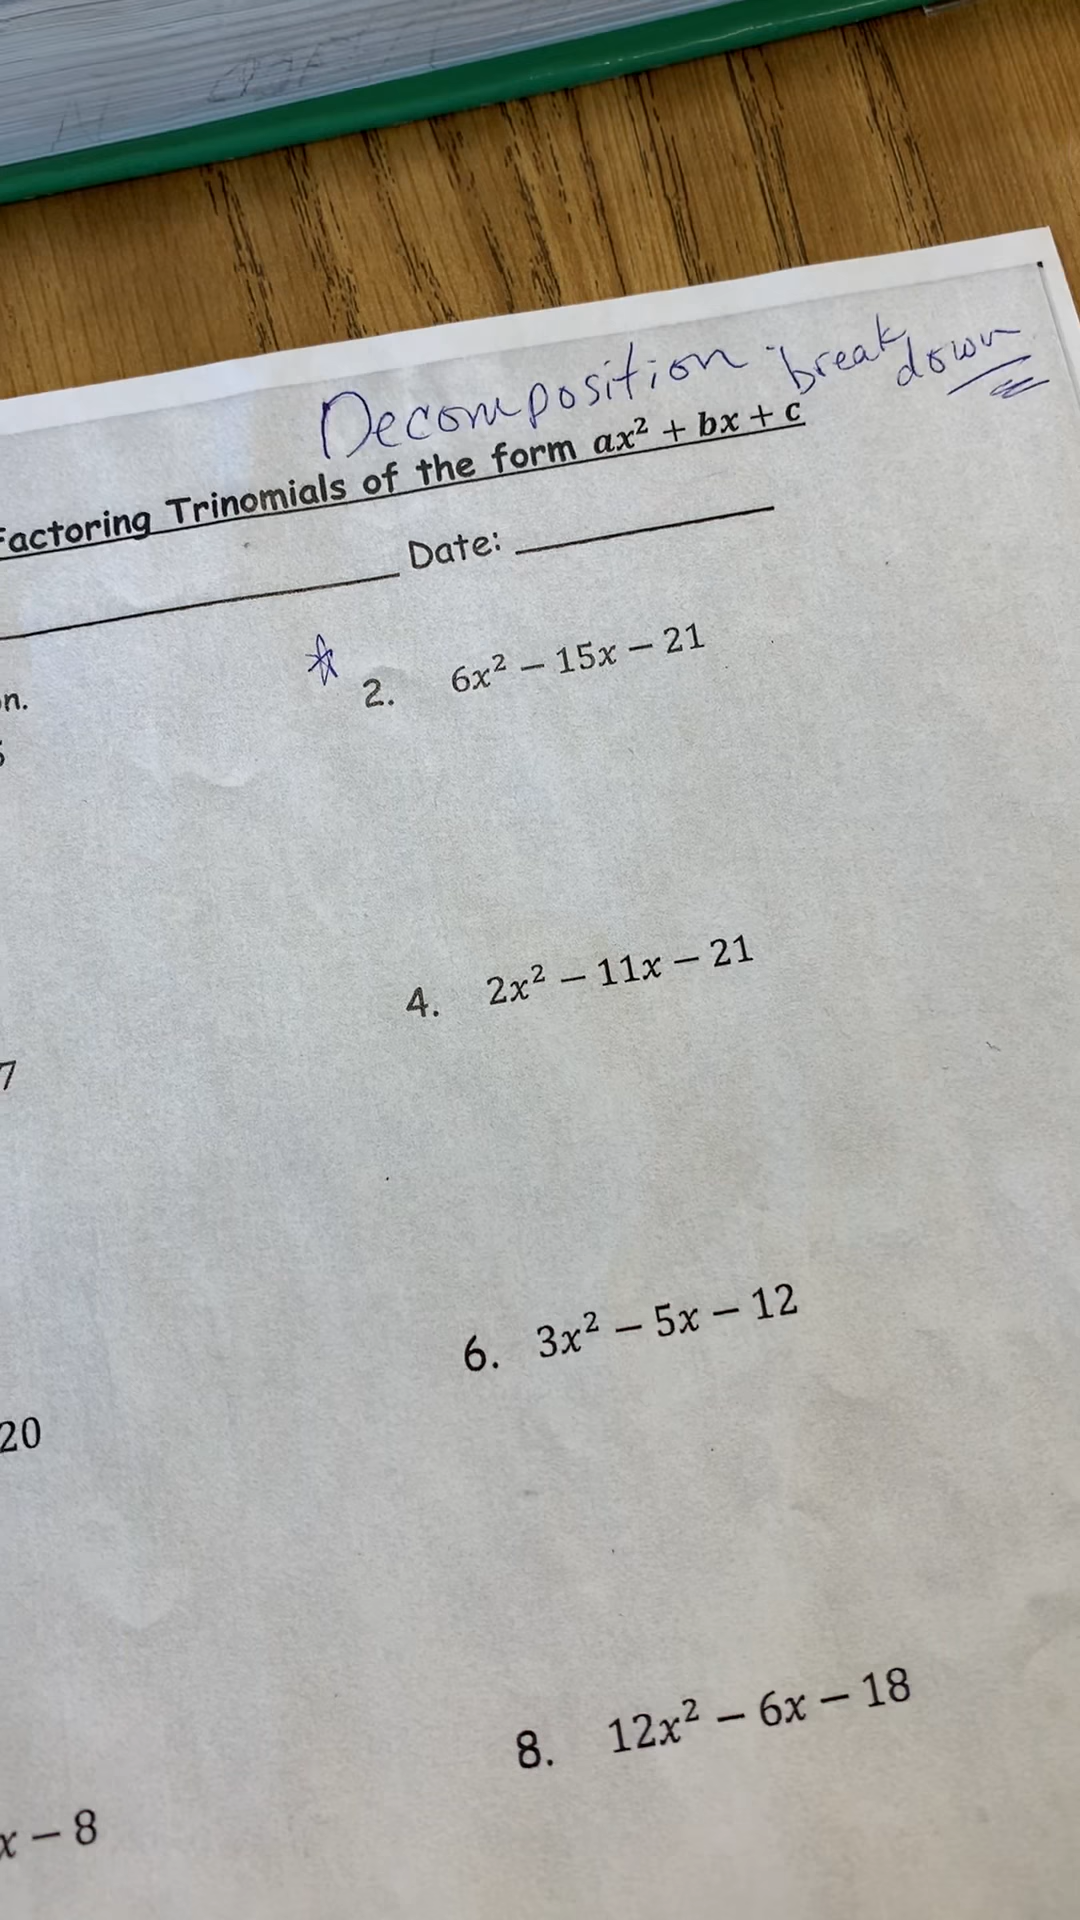 Decomposition - break down
Factoring Trinomials of the form ax² + bx + c
Date:
n.
2. 6x² − 15x − 21
4. 2x² − 11x − 21
7
6. 3x² − 5x − 12
20
8. 12x² − 6x − 18
x − 8